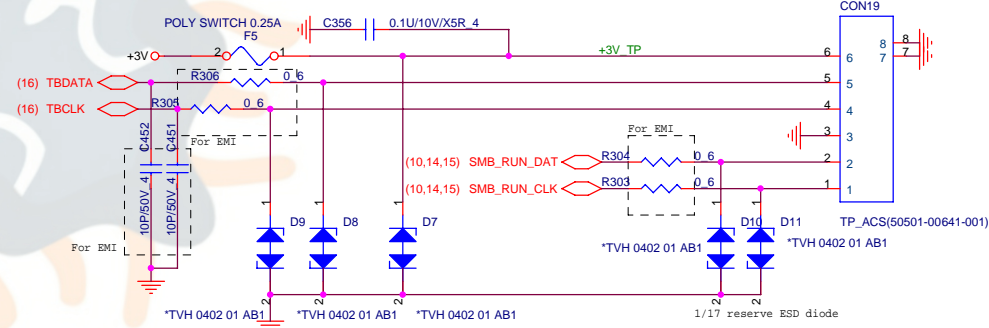 CON19
POLY SWITCH 0.25A
F5
C356
0.1U/10V/X5R_4
+3V
2
1
+3V_TP
6
6
8
8
7
7
(16) TBDATA
R306
0_6
5
5
(16) TBCLK
R305
0_6
4
4
For EMI
C452
C451
10P/50V_4
10P/50V_4
For EMI
3
3
For EMI
(10,14,15) SMB_RUN_DAT
R304
0_6
2
2
(10,14,15) SMB_RUN_CLK
R303
0_6
1
1
TP_ACS(50501-00641-001)
1
D9
1
D8
1
D7
1
D10
1
D11
*TVH 0402 01 AB1
*TVH 0402 01 AB1
2
2
2
2
2
*TVH 0402 01 AB1
*TVH 0402 01 AB1
*TVH 0402 01 AB1
1/17 reserve ESD diode